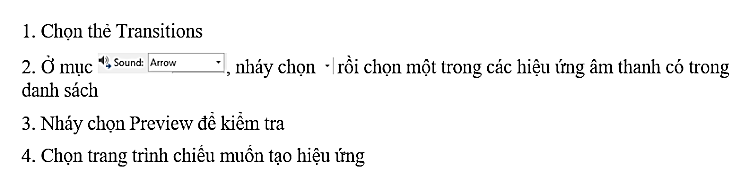 1. Chọn thẻ Transitions
2. Ở mục Sound: Arrow, nháy chọn rồi chọn một trong các hiệu ứng âm thanh có trong
danh sách
3. Nháy chọn Preview để kiểm tra
4. Chọn trang trình chiếu muốn tạo hiệu ứng